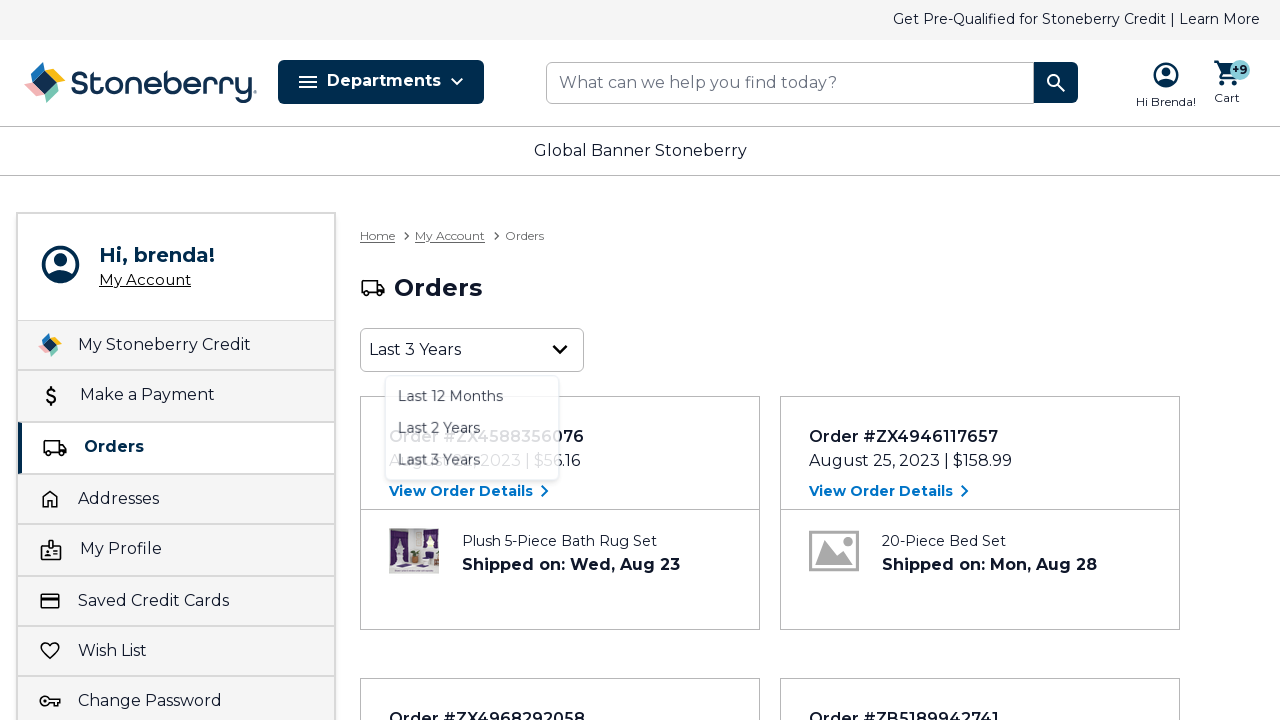 Get Pre-Qualified for Stoneberry Credit | Learn More
Stoneberry
Departments
What can we help you find today?
Hi Brenda!
+9
Cart
Global Banner Stoneberry
Hi, brenda!
My Account
My Stoneberry Credit
Make a Payment
Orders
Addresses
My Profile
Saved Credit Cards
Wish List
Change Password
Home > My Account > Orders
Orders
Last 3 Years
Last 12 Months
Last 2 Years
Last 3 Years
Order #ZX4588356076
2023 | $56.16
View Order Details
Plush 5-Piece Bath Rug Set
Shipped on: Wed, Aug 23
Order #ZX4946117657
August 25, 2023 | $158.99
View Order Details
20-Piece Bed Set
Shipped on: Mon, Aug 28
Order #ZX4968292058
Order #ZB5189942741